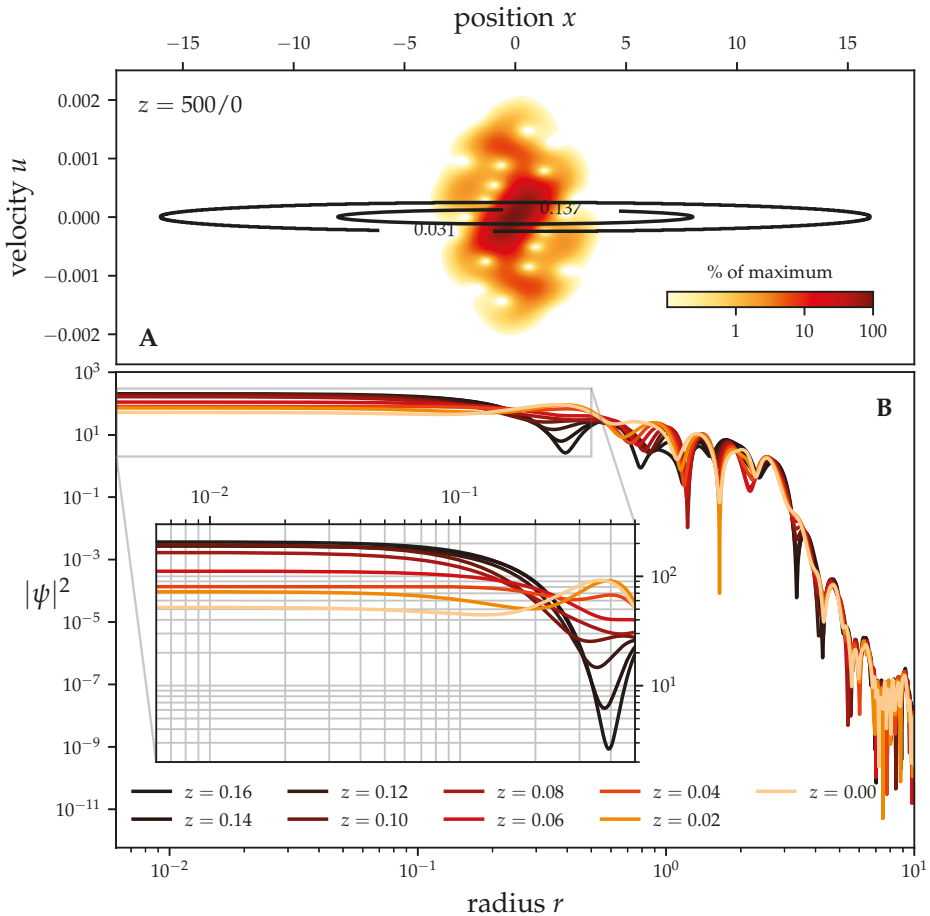 position x
−15 −10 −5 0 5 10 15
z = 500/0
velocity u
0.002
0.001
0.000
−0.001
−0.002
0.137
0.031
% of maximum
1 10 100
A
B
|ψ|²
10³
10¹
10⁻¹
10⁻³
10⁻⁵
10⁻⁷
10⁻⁹
10⁻¹¹
10⁻² 10⁻¹
10²
10¹
z = 0.16 z = 0.12 z = 0.08 z = 0.04 z = 0.00
z = 0.14 z = 0.10 z = 0.06 z = 0.02
10⁻² 10⁻¹ 10⁰ 10¹
radius r